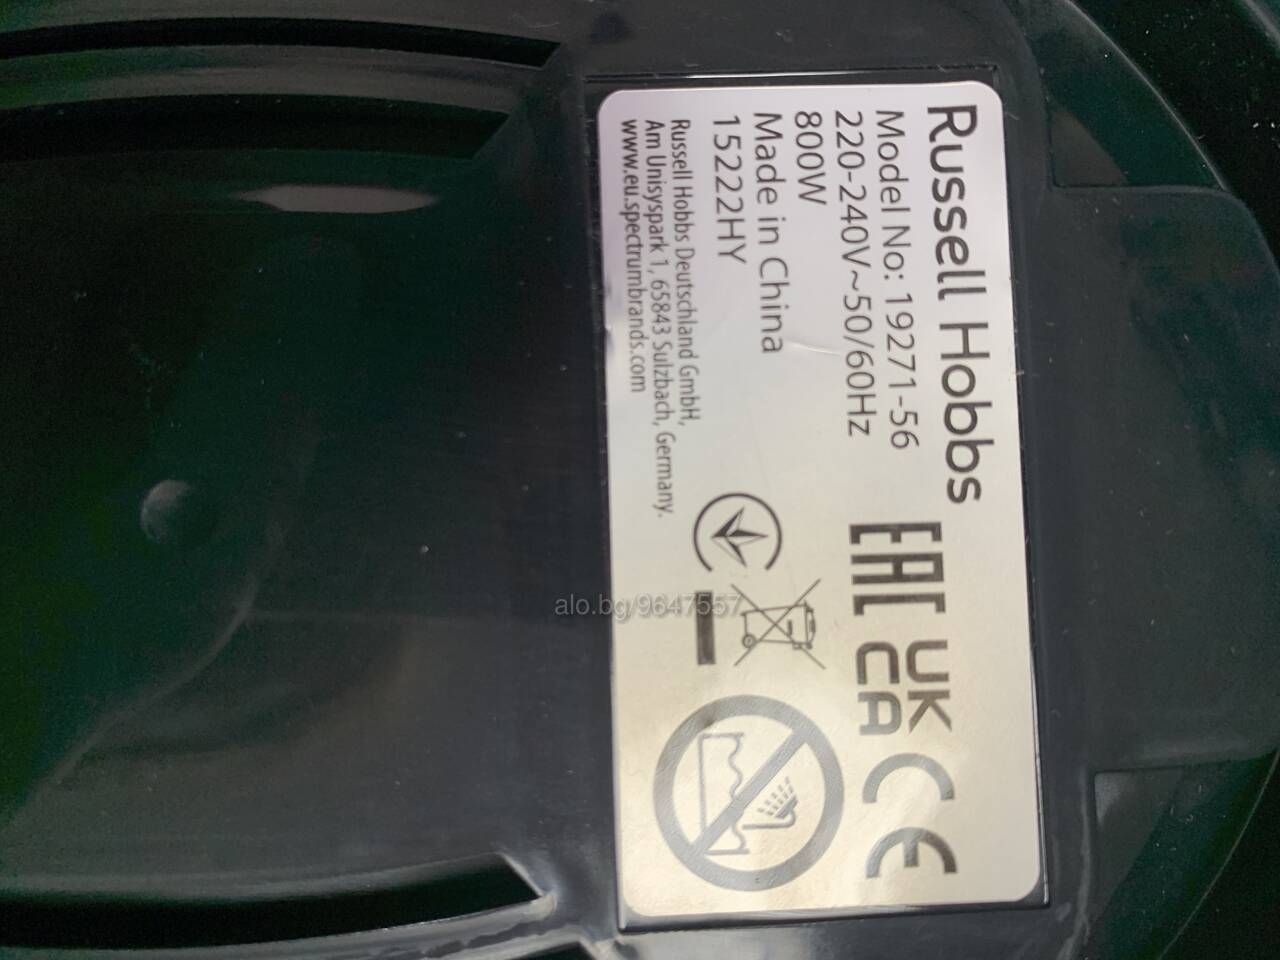 Russell Hobbs
Model No: 19271-56
220-240V~50/60Hz
800W
Made in China
15222HY
Russell Hobbs Deutschland GmbH,
Am Unisyspark 1, 65843 Sulzbach, Germany.
www.eu.spectrumbrands.com
EAC
UK
CA
CE
alo.bg/9647557